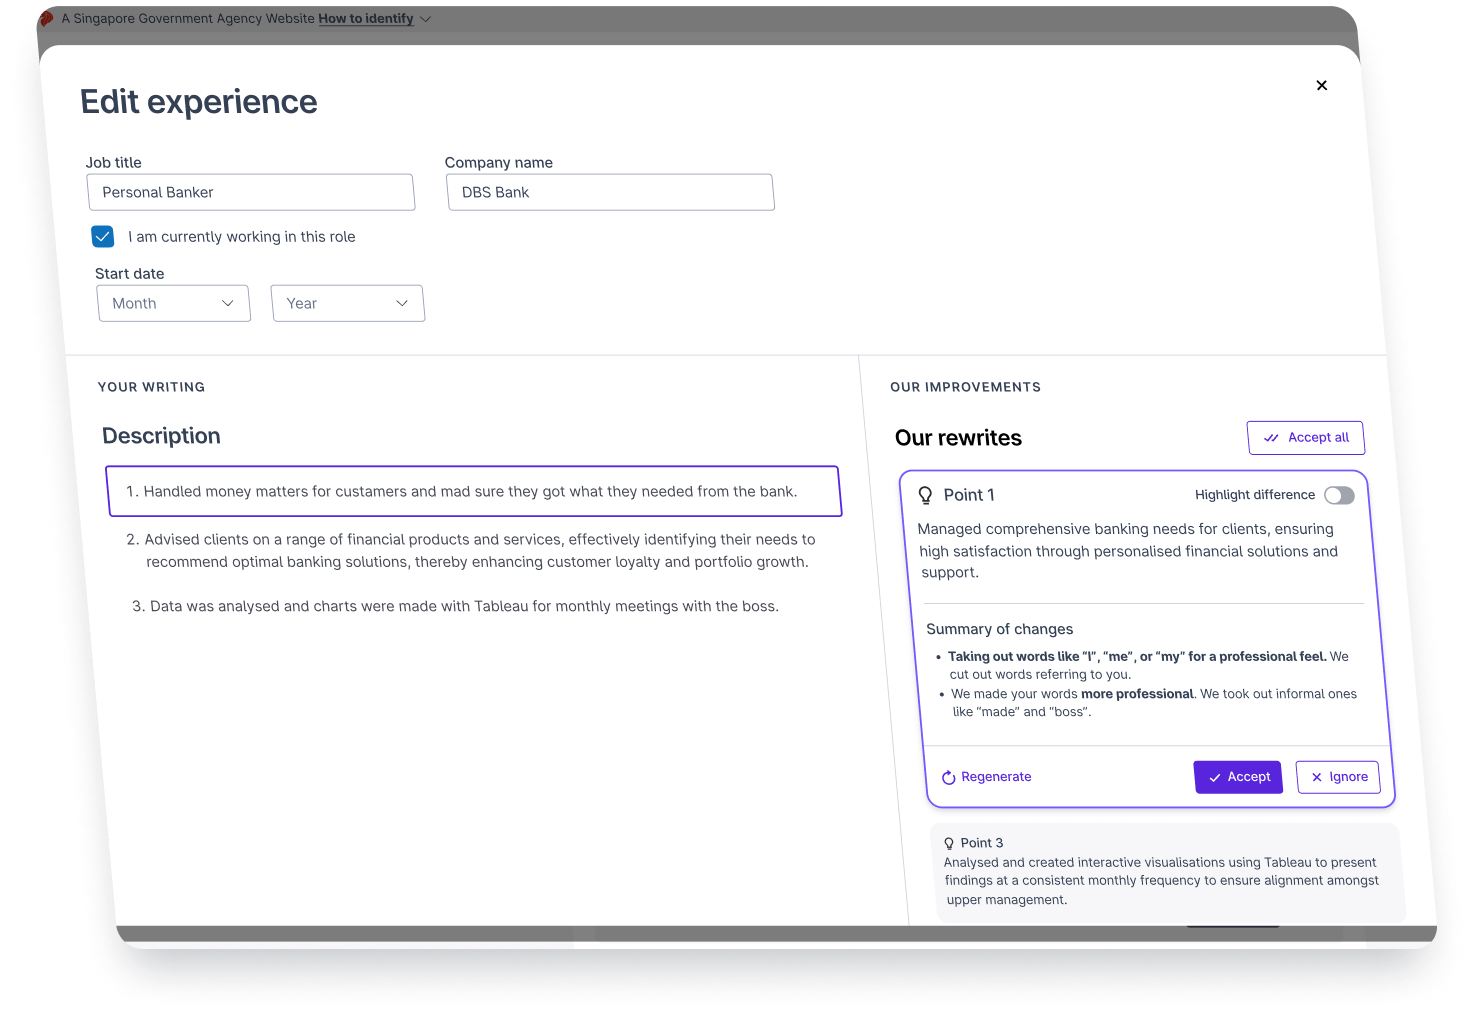 A Singapore Government Agency Website How to identify
Edit experience
Job title
Company name
Personal Banker
DBS Bank
I am currently working in this role
Start date
Month
Year
YOUR WRITING
Description
1. Handled money matters for custamers and mad sure they got what they needed from the bank.
2. Advised clients on a range of financial products and services, effectively identifying their needs to
recommend optimal banking solutions, thereby enhancing customer loyalty and portfolio growth.
3. Data was analysed and charts were made with Tableau for monthly meetings with the boss.
OUR IMPROVEMENTS
Our rewrites
Accept all
Point 1
Highlight difference
Managed comprehensive banking needs for clients, ensuring
high satisfaction through personalised financial solutions and
support.
Summary of changes
• Taking out words like “I”, “me”, or “my” for a professional feel. We
cut out words referring to you.
• We made your words more professional. We took out informal ones
like “made” and “boss”.
Regenerate
Accept
Ignore
Point 3
Analysed and created interactive visualisations using Tableau to present
findings at a consistent monthly frequency to ensure alignment amongst
upper management.